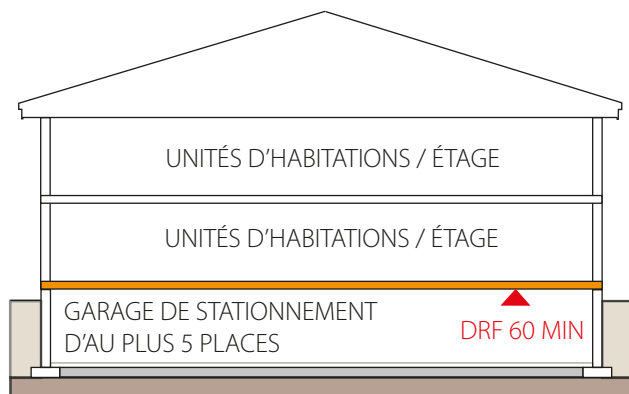 UNITÉS D'HABITATIONS / ÉTAGE
UNITÉS D'HABITATIONS / ÉTAGE
GARAGE DE STATIONNEMENT
D'AU PLUS 5 PLACES
DRF 60 MIN